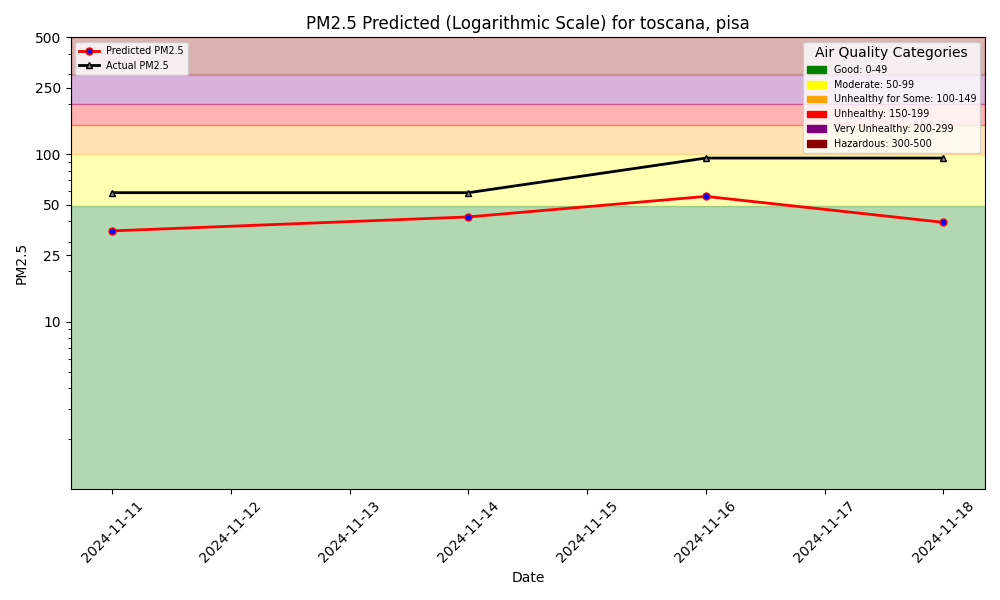 PM2.5 Predicted (Logarithmic Scale) for toscana, pisa
Predicted PM2.5
Actual PM2.5
Air Quality Categories
Good: 0-49
Moderate: 50-99
Unhealthy for Some: 100-149
Unhealthy: 150-199
Very Unhealthy: 200-299
Hazardous: 300-500
500
250
100
50
25
10
PM2.5
2024-11-11
2024-11-12
2024-11-13
2024-11-14
2024-11-15
2024-11-16
2024-11-17
2024-11-18
Date